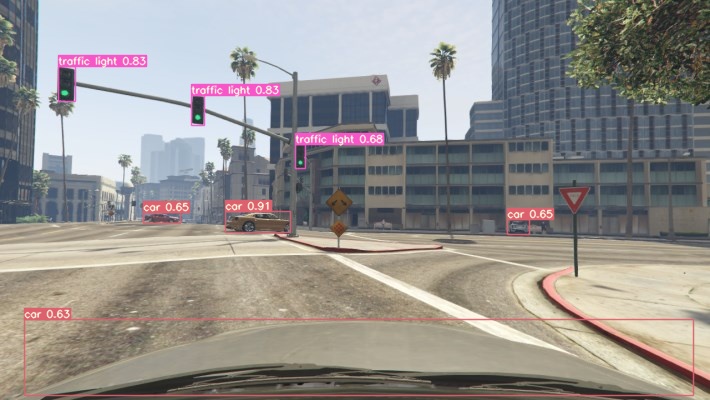 traffic light 0.83
traffic light 0.83
traffic light 0.68
car 0.65
car 0.91
car 0.65
car 0.63